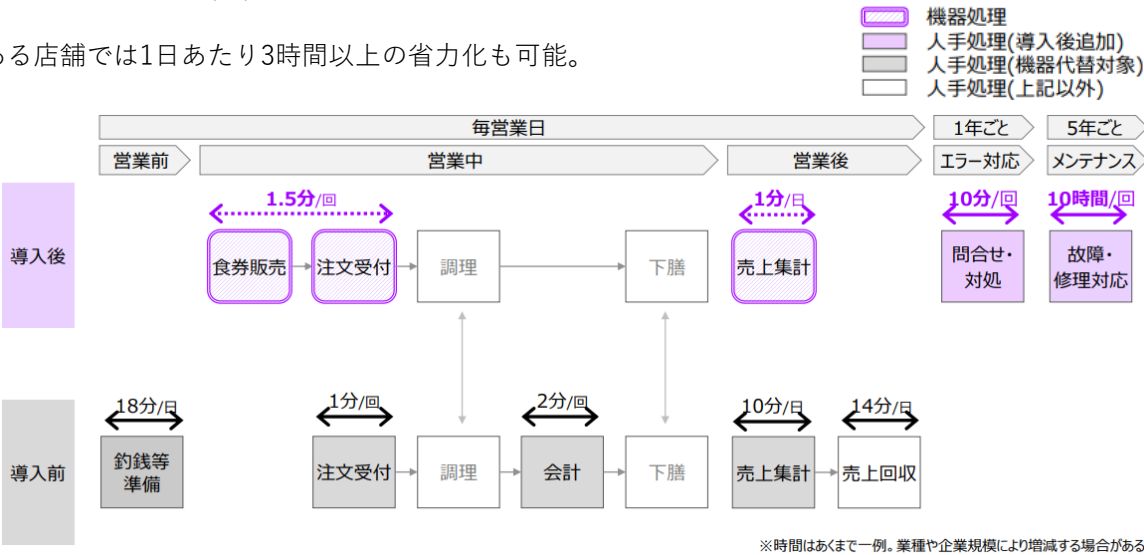 ある店舗では1日あたり3時間以上の省力化も可能。
機器処理
人手処理(導入後追加)
人手処理(機器代替対象)
人手処理(上記以外)
毎営業日
1年ごと
5年ごと
営業前
営業中
営業後
エラー対応
メンテナンス
導入後
1.5分/回
1分/日
10分/回
10時間/回
食券販売
注文受付
調理
下膳
売上集計
問合せ・
対処
故障・
修理対応
導入前
18分/日
1分/回
2分/回
10分/日
14分/日
釣銭等
準備
注文受付
調理
会計
下膳
売上集計
売上回収
※時間はあくまで一例。業種や企業規模により増減する場合がある